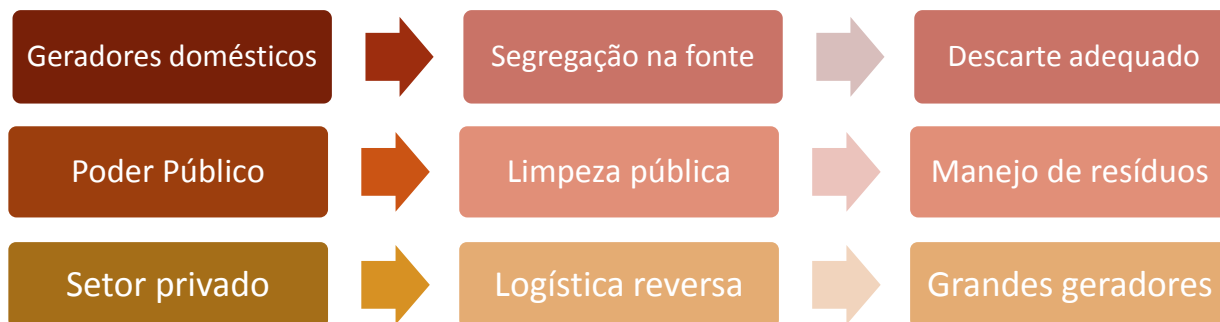 Geradores domésticos
Segregação na fonte
Descarte adequado
Poder Público
Limpeza pública
Manejo de resíduos
Setor privado
Logística reversa
Grandes geradores